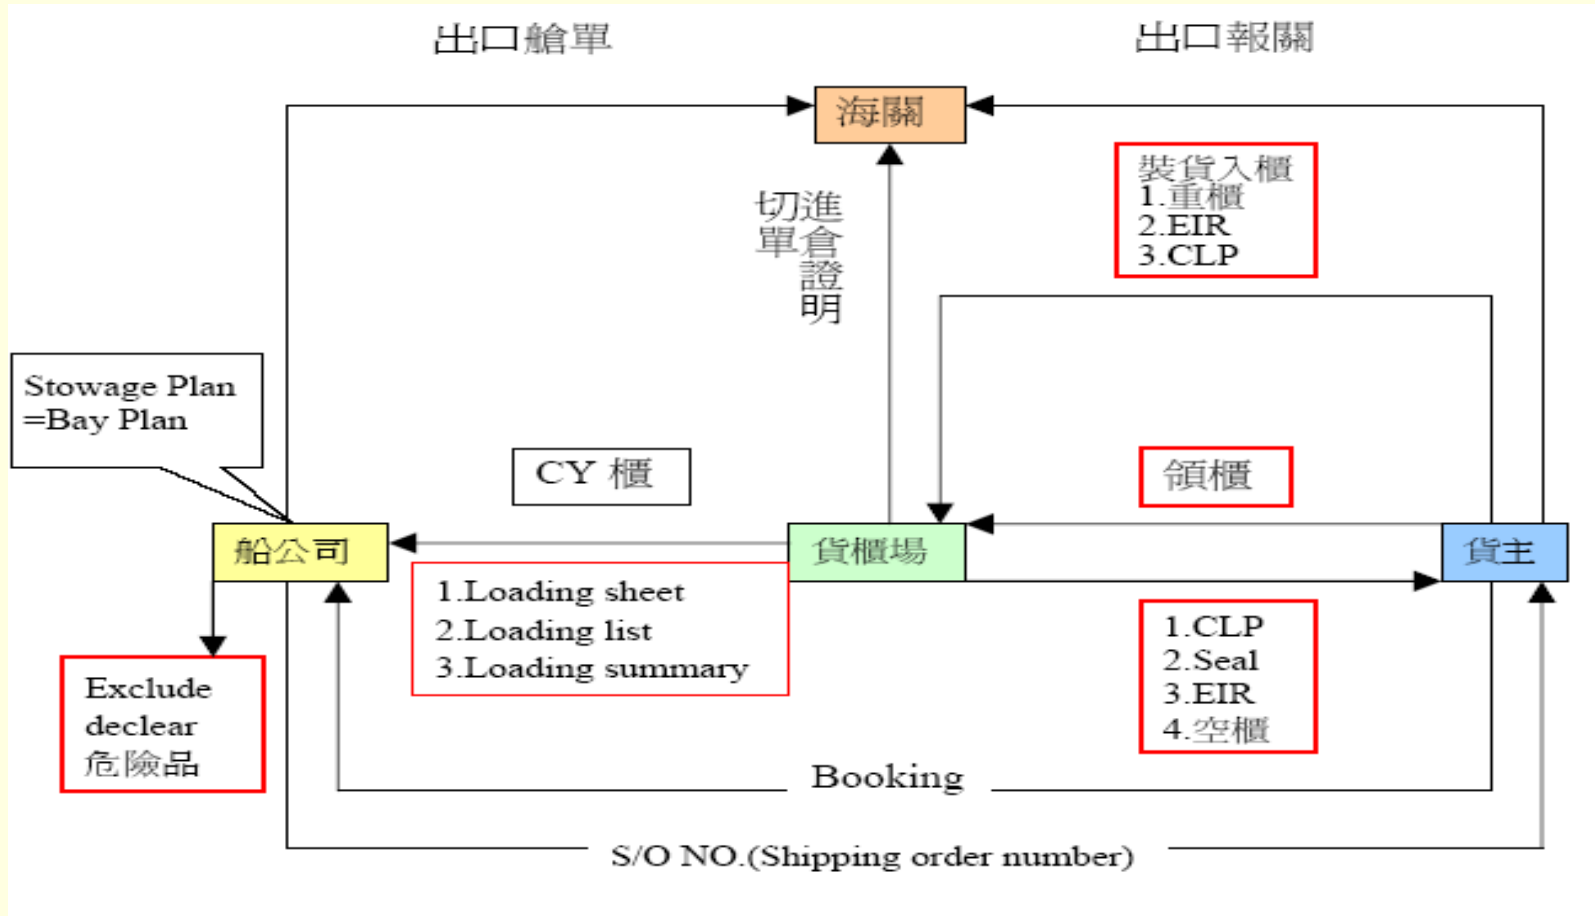 出口艙單
出口報關
海關
裝貨入櫃
1.重櫃
2.EIR
3.CLP
進倉證明
切單
Stowage Plan
=Bay Plan
CY 櫃
領櫃
船公司
貨櫃場
貨主
1.Loading sheet
2.Loading list
3.Loading summary
1.CLP
2.Seal
3.EIR
4.空櫃
Exclude
declear
危險品
Booking
S/O NO.(Shipping order number)